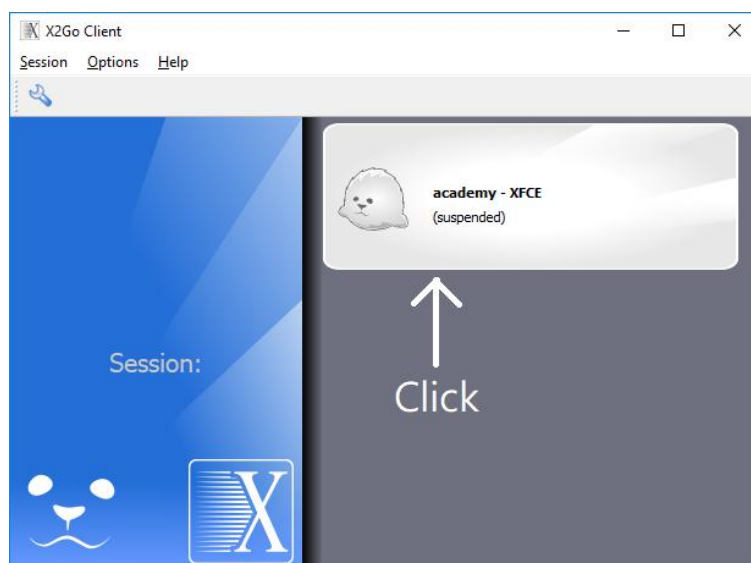 X2Go Client
Session Options Help
academy - XFCE
(suspended)
Click
Session:
X